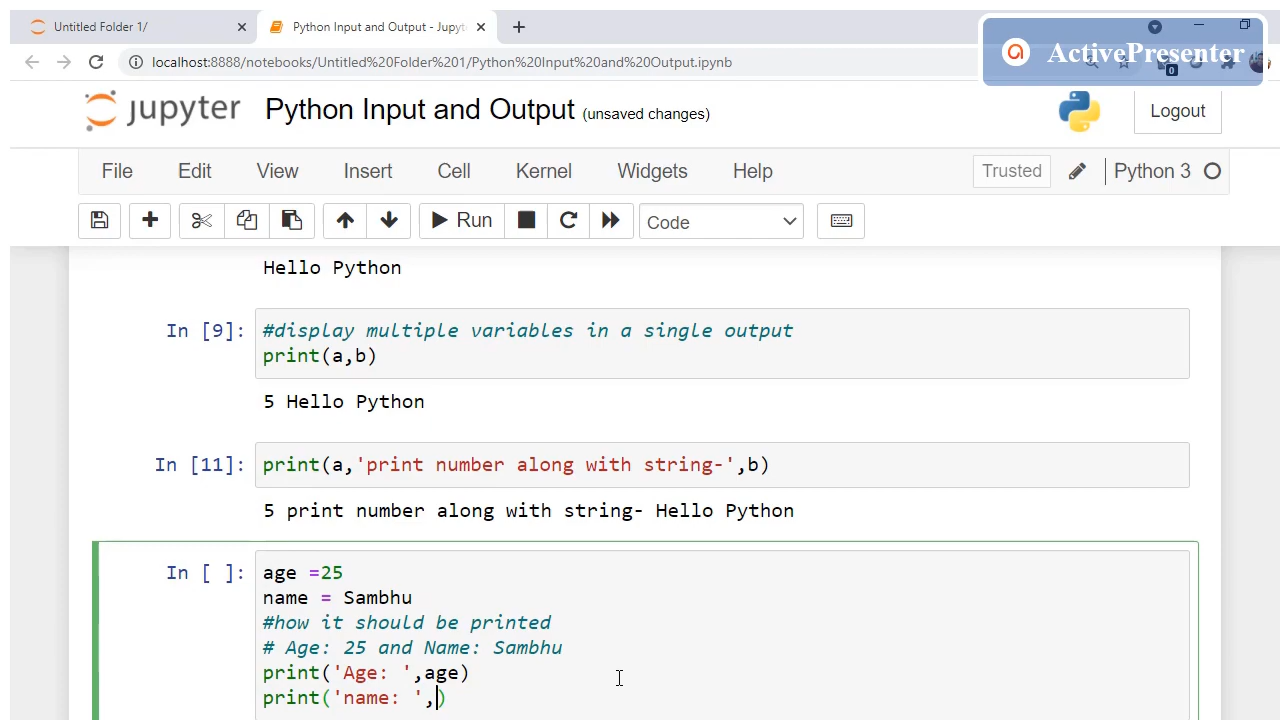 Untitled Folder 1/
Python Input and Output - Jupyt
ActivePresenter
localhost:8888/notebooks/Untitled%20Folder%201/Python%20Input%20and%20Output.ipynb
0
jupyter Python Input and Output (unsaved changes)
Logout
File Edit View Insert Cell Kernel Widgets Help Trusted Python 3
Run Code
Hello Python
In [9]: #display multiple variables in a single output
print(a,b)
5 Hello Python
In [11]: print(a,'print number along with string-',b)
5 print number along with string- Hello Python
In [ ]: age =25
name = Sambhu
#how it should be printed
# Age: 25 and Name: Sambhu
print('Age: ',age)
print('name: ',)